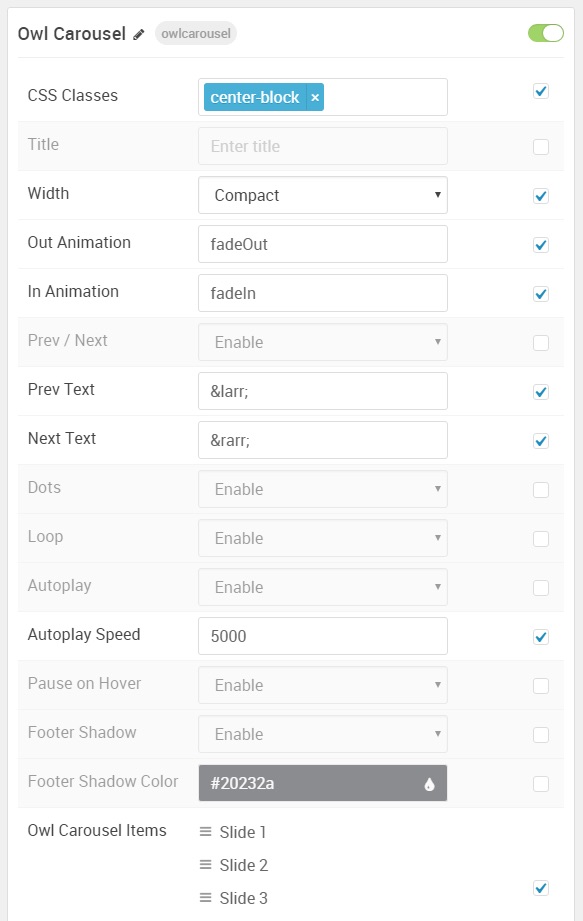 Owl Carousel owlcarousel
CSS Classes center-block ×
Title Enter title
Width Compact
Out Animation fadeOut
In Animation fadeIn
Prev / Next Enable
Prev Text &larr;
Next Text &rarr;
Dots Enable
Loop Enable
Autoplay Enable
Autoplay Speed 5000
Pause on Hover Enable
Footer Shadow Enable
Footer Shadow Color #20232a
Owl Carousel Items Slide 1
Slide 2
Slide 3